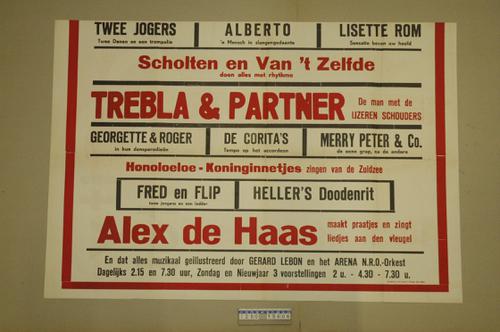 TWEE JOGERS
Twee Denen en een trampolin
ALBERTO
'n Mensch in slangengedaante
LISETTE ROM
Sensatie boven uw hoofd
Scholten en Van 't Zelfde
doen alles met rhythme
TREBLA & PARTNER
De man met de
IJZEREN SCHOUDERS
GEORGETTE & ROGER
in hun dansparodieën
DE CORITA'S
Tempo op het accordeon
MERRY PETER & Co.
de eene grap, na de andere
Honoloeloe - Koninginnetjes zingen van de Zuidzee
FRED en FLIP
twee jongens en een ladder
HELLER'S Doodenrit
Alex de Haas
maakt praatjes en zingt
liedjes aan den vleugel
En dat alles muzikaal geïllustreerd door GERARD LEBON en het ARENA N.R.O.-Orkest
Dagelijks 2.15 en 7.30 uur, Zondag en Nieuwjaar 3 voorstellingen 2 u. - 4.30 - 7.30 u.